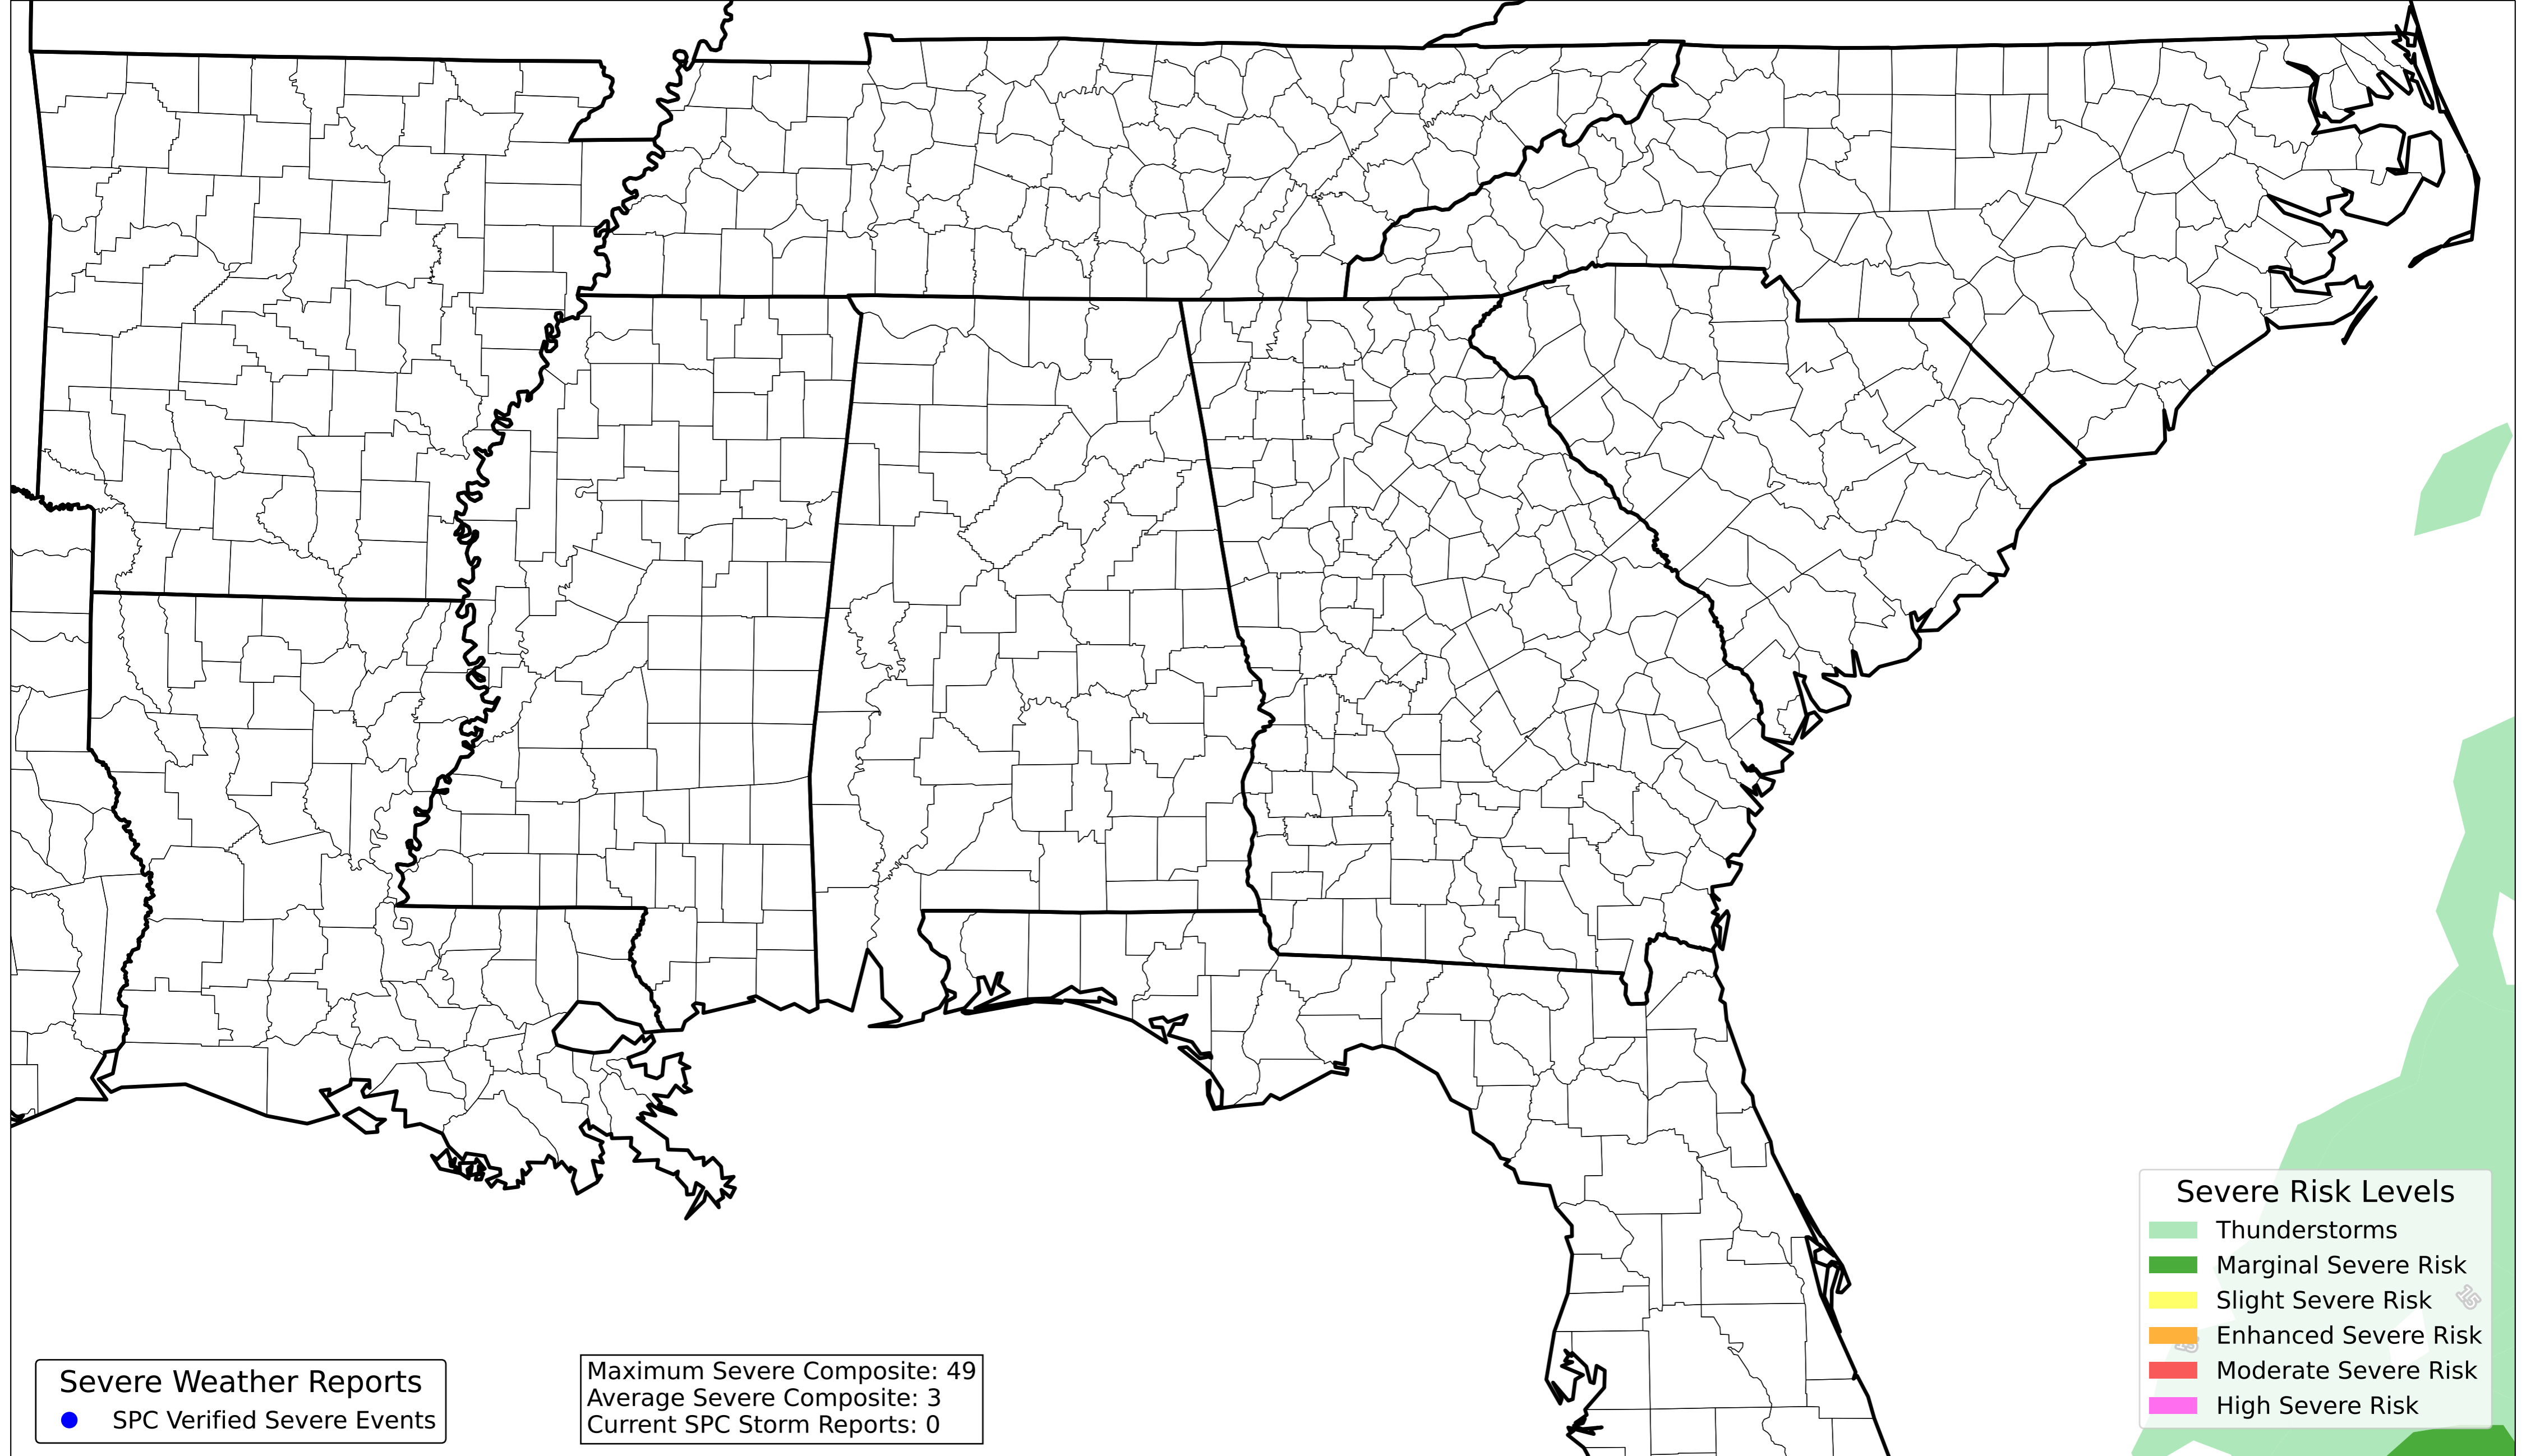 Severe Risk Levels
Thunderstorms
Marginal Severe Risk
Slight Severe Risk
15
Enhanced Severe Risk
15
Moderate Severe Risk
High Severe Risk
Severe Weather Reports
SPC Verified Severe Events
Maximum Severe Composite: 49
Average Severe Composite: 3
Current SPC Storm Reports: 0